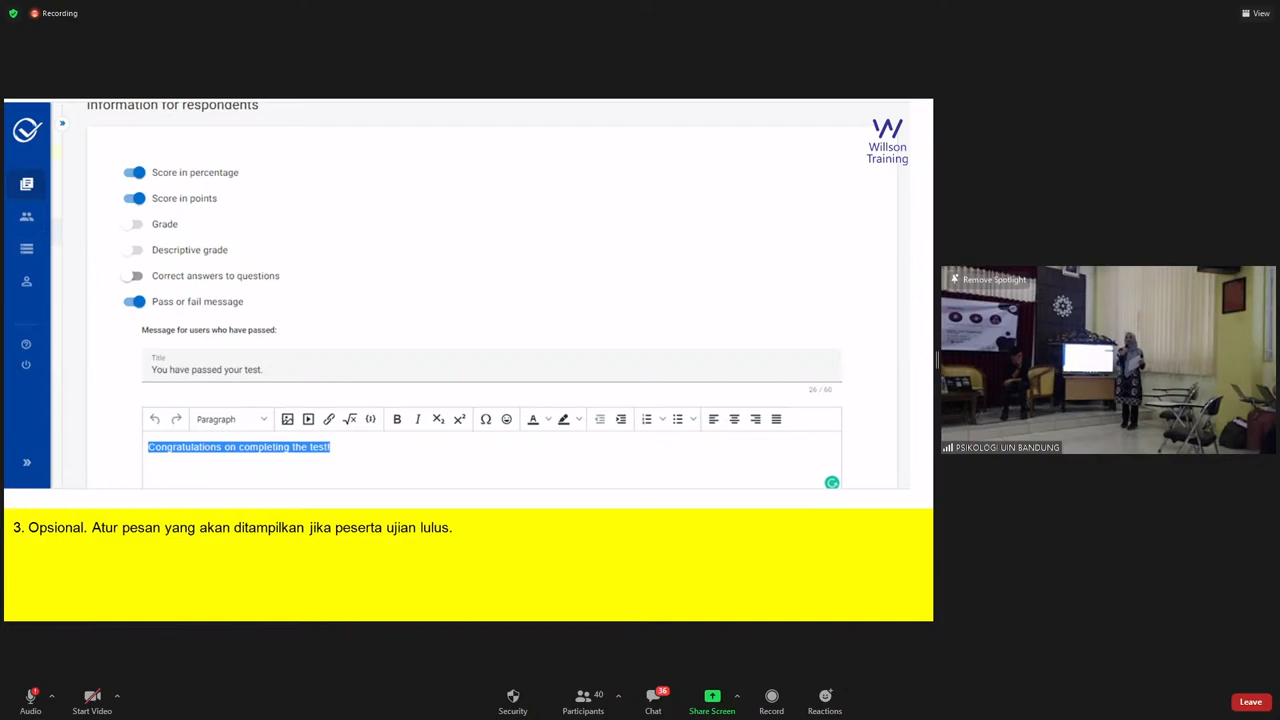 Recording
View
Information for respondents
Willson
Training
Score in percentage
Score in points
Grade
Descriptive grade
Correct answers to questions
Pass or fail message
Message for users who have passed:
Title
You have passed your test.
26 / 60
Paragraph
Congratulations on completing the test!
3. Opsional. Atur pesan yang akan ditampilkan jika peserta ujian lulus.
Remove Spotlight
PSIKOLOGI UIN BANDUNG
Audio
Start Video
Security
Participants
40
Chat
36
Share Screen
Record
Reactions
Leave